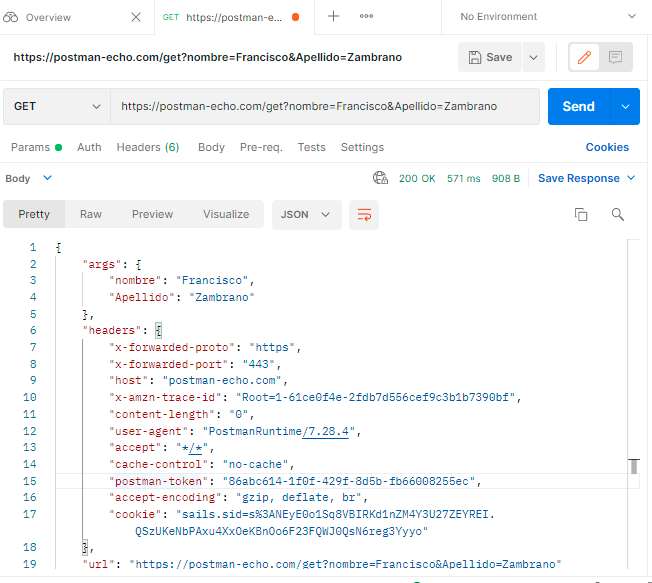 Overview
GET https://postman-e...
No Environment
https://postman-echo.com/get?nombre=Francisco&Apellido=Zambrano
Save
GET https://postman-echo.com/get?nombre=Francisco&Apellido=Zambrano Send
Params Auth Headers (6) Body Pre-req. Tests Settings Cookies
Body 200 OK 571 ms 908 B Save Response
Pretty Raw Preview Visualize JSON
1 {
2 "args": {
3 "nombre": "Francisco",
4 "Apellido": "Zambrano"
5 },
6 "headers": {
7 "x-forwarded-proto": "https",
8 "x-forwarded-port": "443",
9 "host": "postman-echo.com",
10 "x-amzn-trace-id": "Root=1-61ce0f4e-2fdb7d556cef9c3b1b7390bf",
11 "content-length": "0",
12 "user-agent": "PostmanRuntime/7.28.4",
13 "accept": "*/*",
14 "cache-control": "no-cache",
15 "postman-token": "86abc614-1f0f-429f-8d5b-fb66008255ec",
16 "accept-encoding": "gzip, deflate, br",
17 "cookie": "sails.sid=s%3ANEyE0o1Sq8VBIRKd1nZM4Y3U27ZEYREI.
QSzUKeNbPAxu4XxOeKBnOo6F23FQWJ0QsN6reg3Yyyo"
18 },
19 "url": "https://postman-echo.com/get?nombre=Francisco&Apellido=Zambrano"